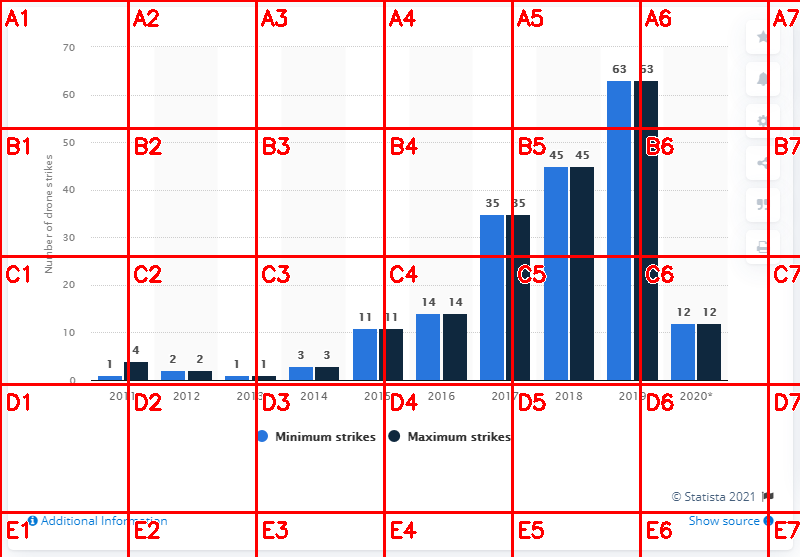 A1 A2 A3 A4 A5 A6 A7
70
60
50
40
30
20
10
0
Number of drone strikes
63 63
B1 B2 B3 B4 B5 B6 B7
45 45
35 35
C1 C2 C3 C4 C5 C6 C7
14 14
12 12
11 11
1 4 2 2 1 1 3 3
2011 2012 2013 2014 2015 2016 2017 2018 2019 2020*
D1 D2 D3 D4 D5 D6 D7
Minimum strikes Maximum strikes
© Statista 2021
Additional Information
Show source
E1 E2 E3 E4 E5 E6 E7